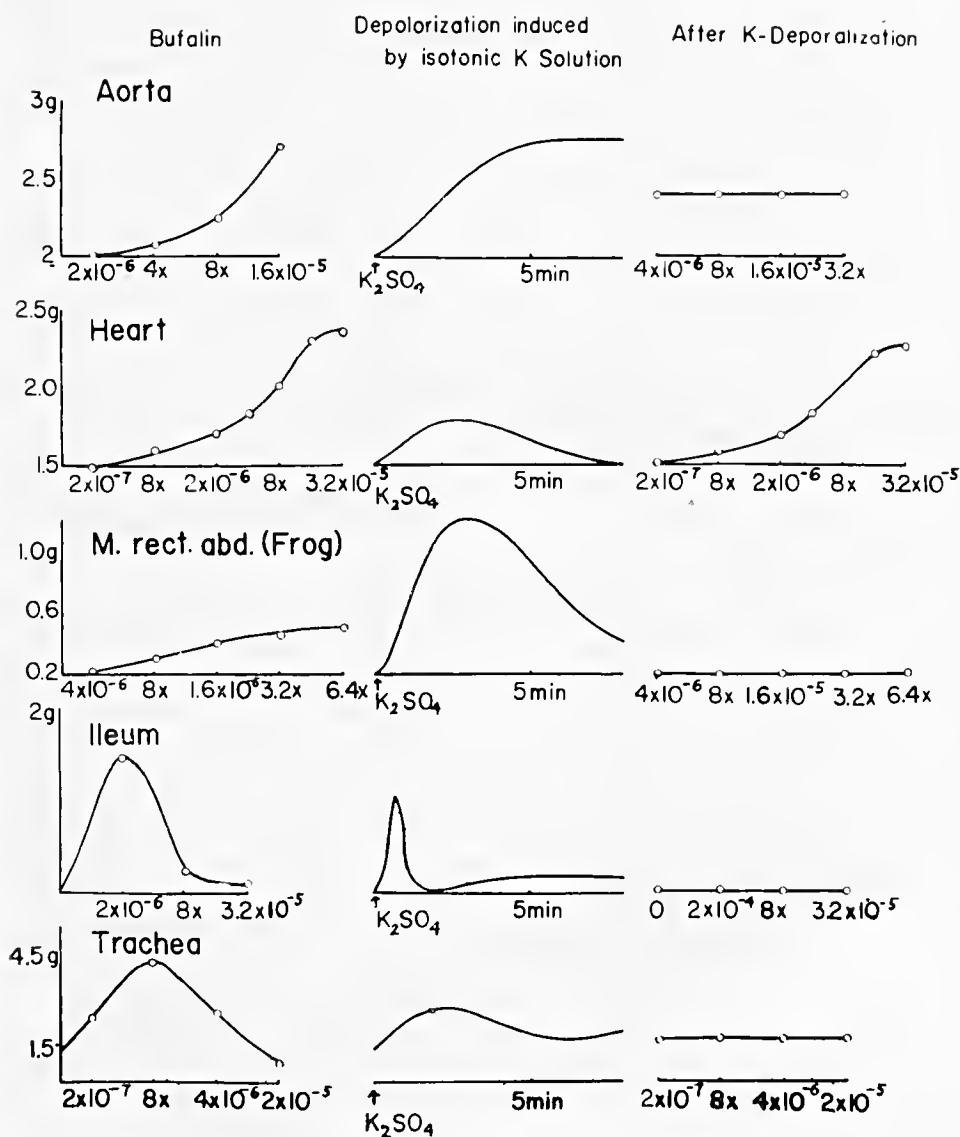 Bufalin
Depolorization induced
by isotonic K Solution
After K-Deporalization
Aorta
3g
2.5
2
2x10⁻⁶ 4x 8x 1.6x10⁻⁵
K₂SO₄ 5min
4x10⁻⁶ 8x 1.6x10⁻⁵ 3.2x
Heart
2.5g
2.0
1.5
2x10⁻⁷ 8x 2x10⁻⁶ 8x 3.2x10⁻⁵
K₂SO₄ 5min
2x10⁻⁷ 8x 2x10⁻⁶ 8x 3.2x10⁻⁵
M. rect. abd. (Frog)
1.0g
0.6
0.2
4x10⁻⁶ 8x 1.6x10⁻⁶ 3.2x 6.4x
K₂SO₄ 5min
4x10⁻⁶ 8x 1.6x10⁻⁵ 3.2x 6.4x
Ileum
2g
2x10⁻⁶ 8x 3.2x10⁻⁵
K₂SO₄ 5min
0 2x10⁻⁴ 8x 3.2x10⁻⁵
Trachea
4.5g
1.5
2x10⁻⁷ 8x 4x10⁻⁶ 2x10⁻⁵
K₂SO₄ 5min
2x10⁻⁷ 8x 4x10⁻⁶ 2x10⁻⁵